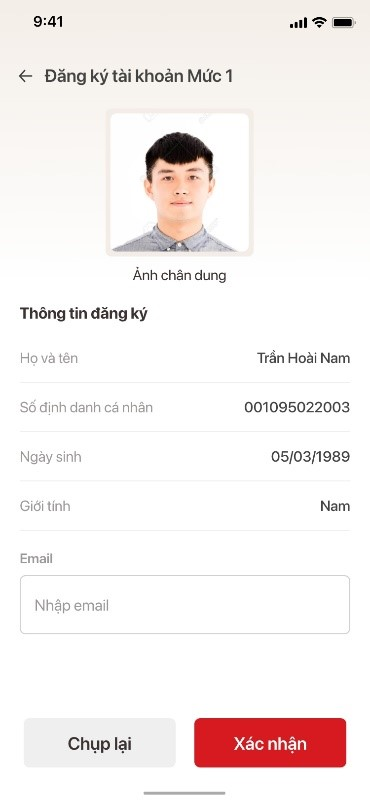 9:41
Đăng ký tài khoản Mức 1
Ảnh chân dung
Thông tin đăng ký
Họ và tên Trần Hoài Nam
Số định danh cá nhân 001095022003
Ngày sinh 05/03/1989
Giới tính Nam
Email
Nhập email
Chụp lại Xác nhận